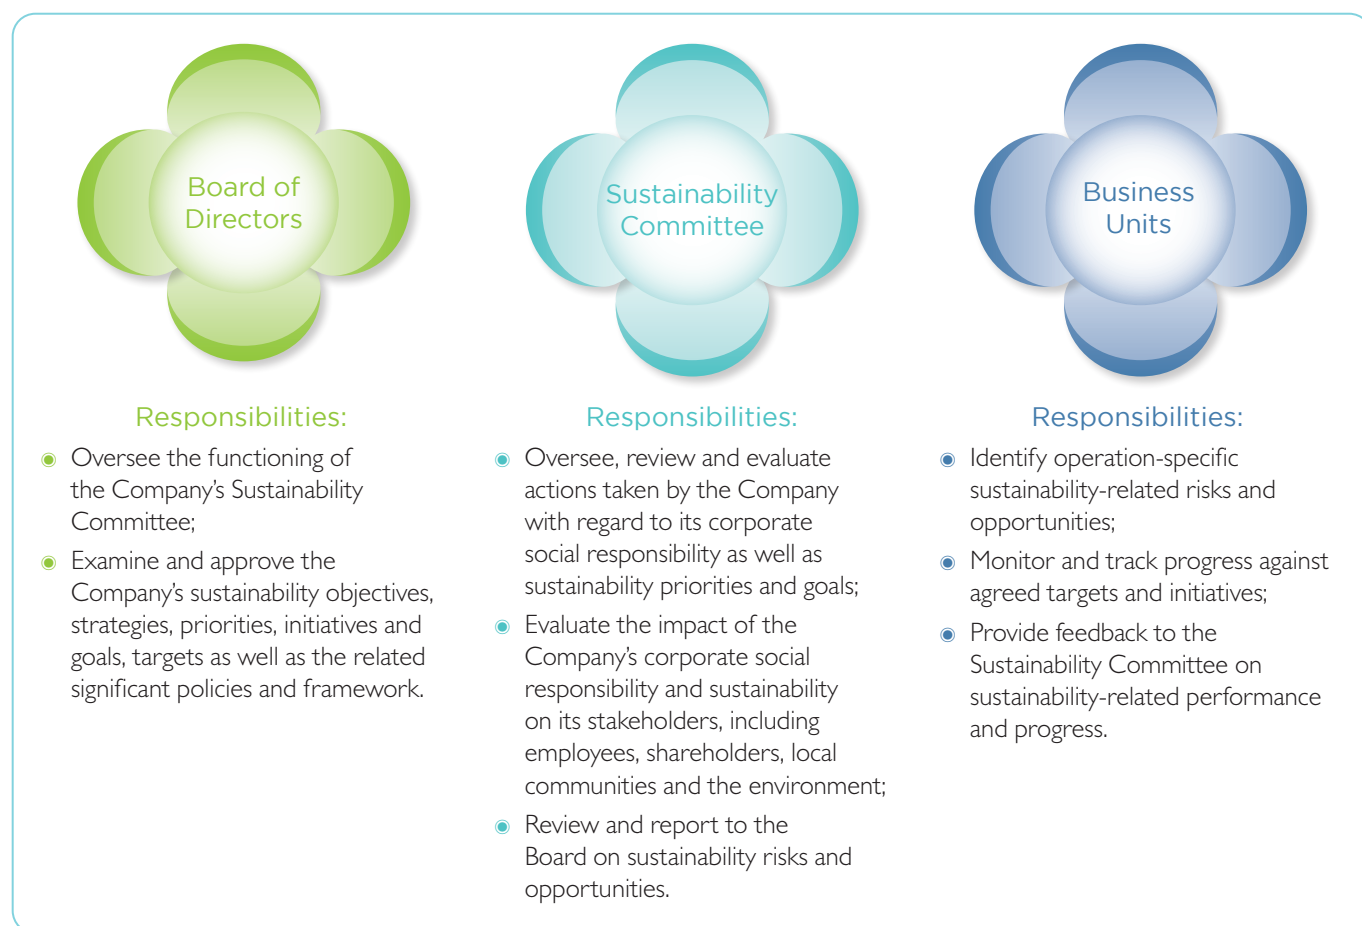 Board of
Directors
Responsibilities:
Oversee the functioning of
the Company's Sustainability
Committee;
Examine and approve the
Company's sustainability objectives,
strategies, priorities, initiatives and
goals, targets as well as the related
significant policies and framework.
Sustainability
Committee
Responsibilities:
Oversee, review and evaluate
actions taken by the Company
with regard to its corporate
social responsibility as well as
sustainability priorities and goals;
Evaluate the impact of the
Company's corporate social
responsibility and sustainability
on its stakeholders, including
employees, shareholders, local
communities and the environment;
Review and report to the
Board on sustainability risks and
opportunities.
Business
Units
Responsibilities:
Identify operation-specific
sustainability-related risks and
opportunities;
Monitor and track progress against
agreed targets and initiatives;
Provide feedback to the
Sustainability Committee on
sustainability-related performance
and progress.